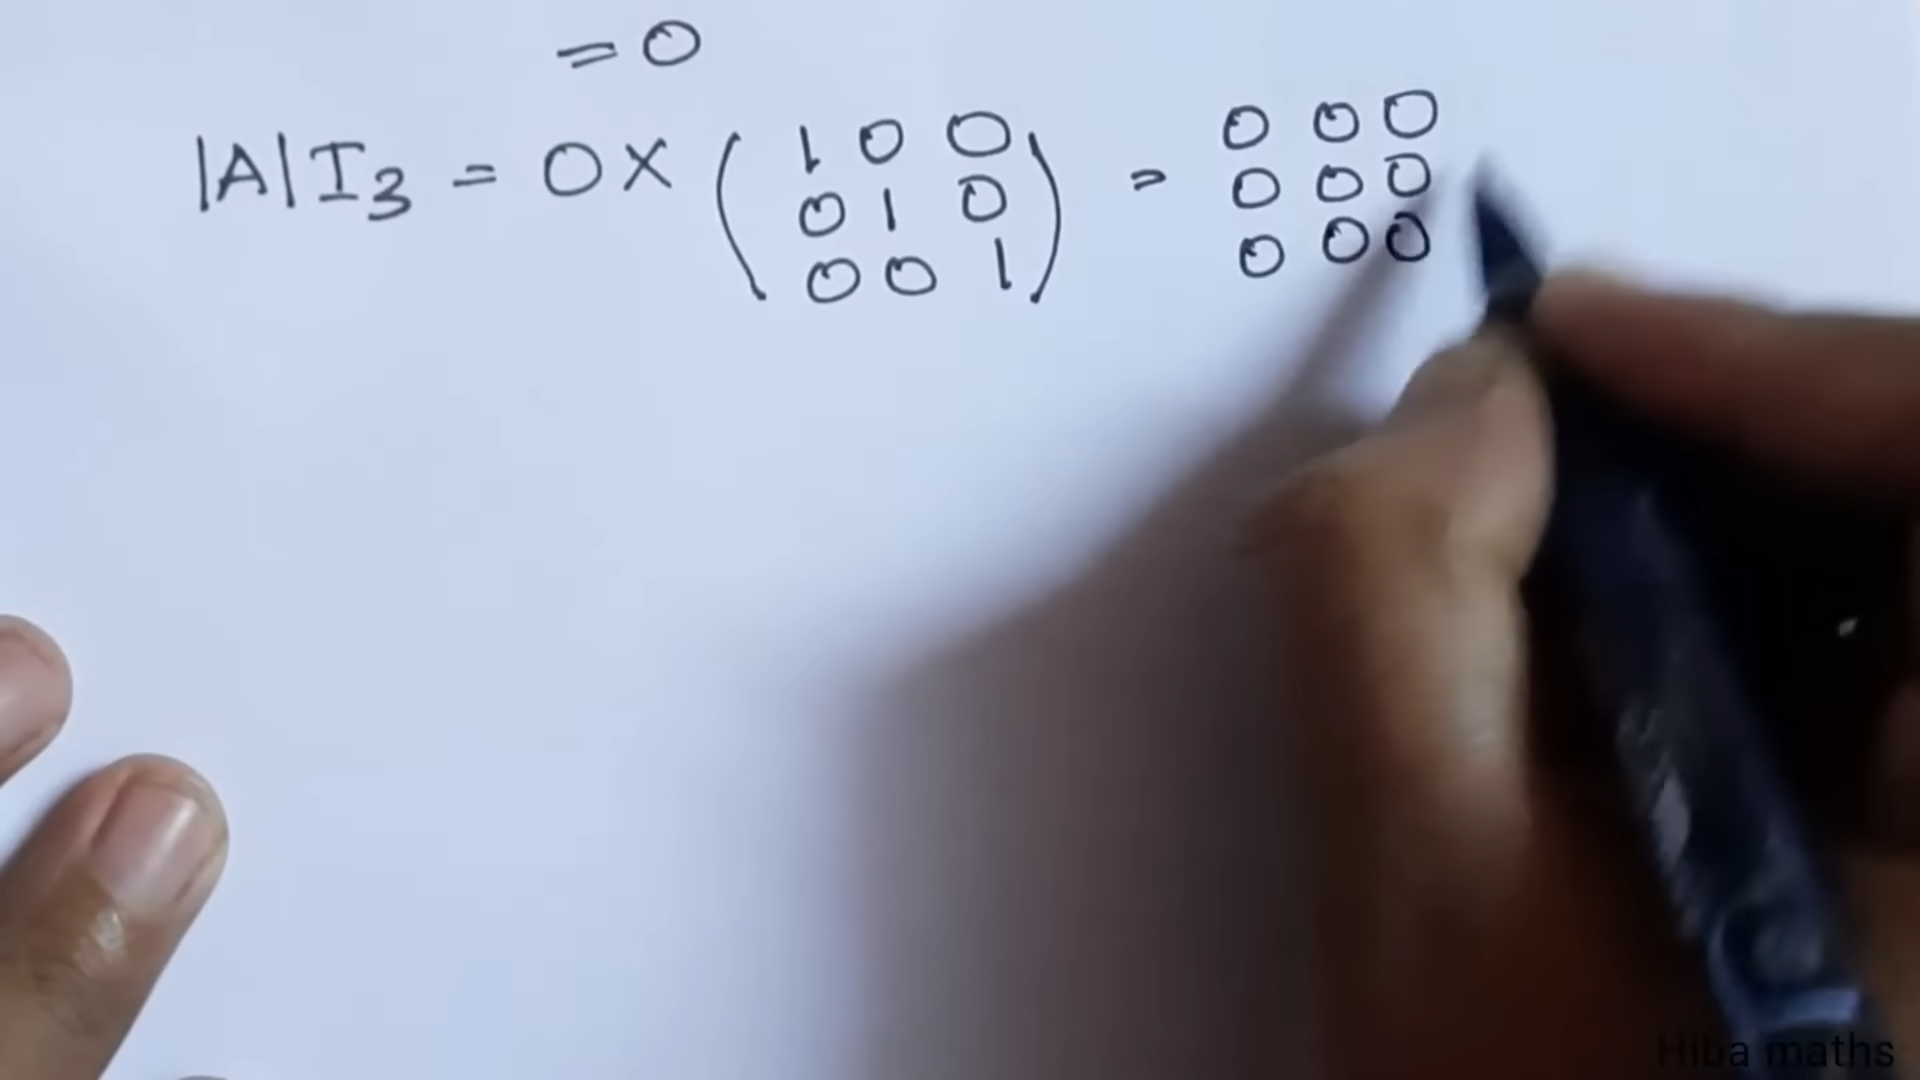 = 0
|A| I₃ = 0 X ( 1 0 0 = 0 0 0
0 1 0 0 0 0
0 0 1 ) 0 0 0
Hiba maths